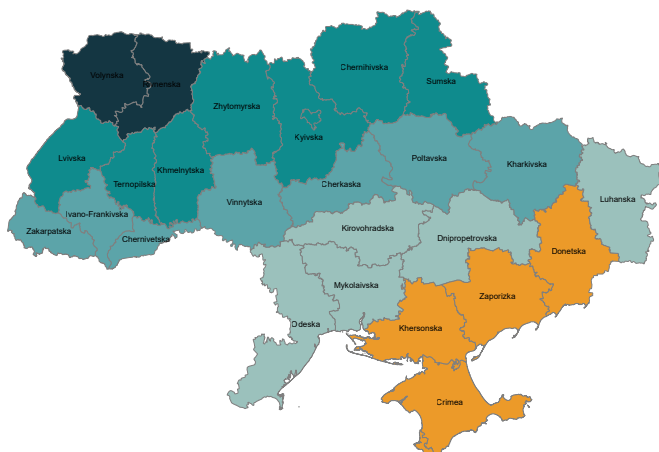 Volynska
Rivnenska
Chernihivska
Sumska
Zhytomyrska
Kyivska
Lvivska
Ternopilska
Khmelnytska
Poltavska
Kharkivska
Cherkaska
Vinnytska
Luhanska
Ivano-Frankivska
Zakarpatska
Chernivetska
Kirovohradska
Dnipropetrovska
Donetska
Mykolaivska
Zaporizka
Odeska
Khersonska
Crimea